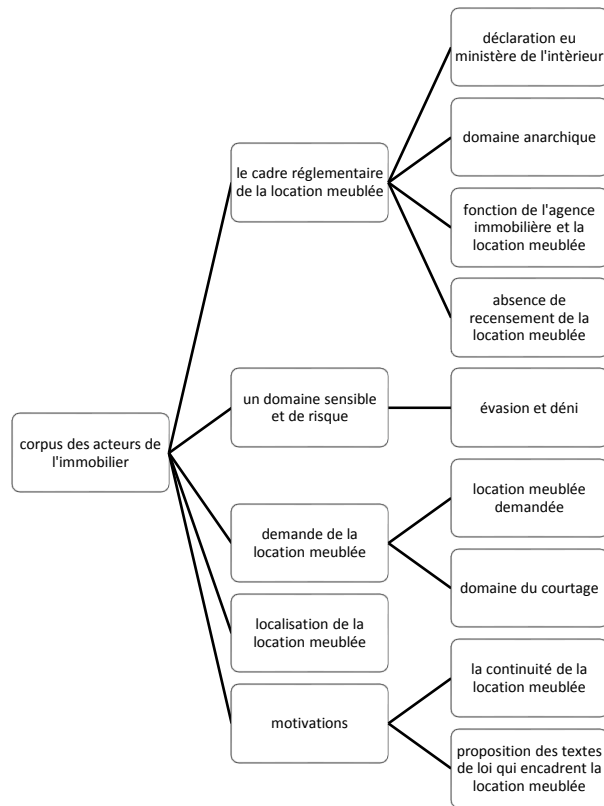 déclaration eu
ministère de l'intèrieur
domaine anarchique
le cadre réglementaire
de la location meublée
fonction de l'agence
immobilière et la
location meublée
absence de
recensement de la
location meublée
un domaine sensible
et de risque
évasion et déni
corpus des acteurs de
l'immobilier
location meublée
demandée
demande de la
location meublée
domaine du courtage
localisation de la
location meublée
la continuité de la
location meublée
motivations
proposition des textes
de loi qui encadrent la
location meublée